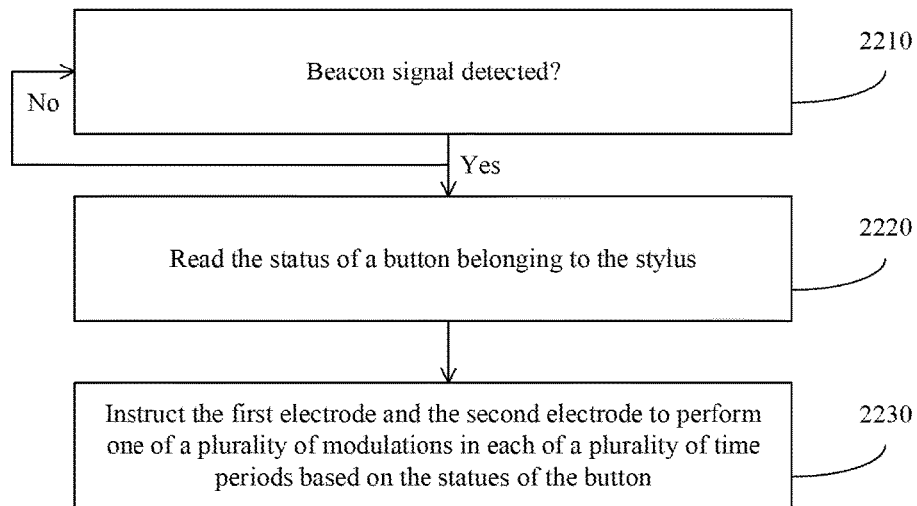 2210
Beacon signal detected?
No
Yes
2220
Read the status of a button belonging to the stylus
2230
Instruct the first electrode and the second electrode to perform
one of a plurality of modulations in each of a plurality of time
periods based on the statues of the button